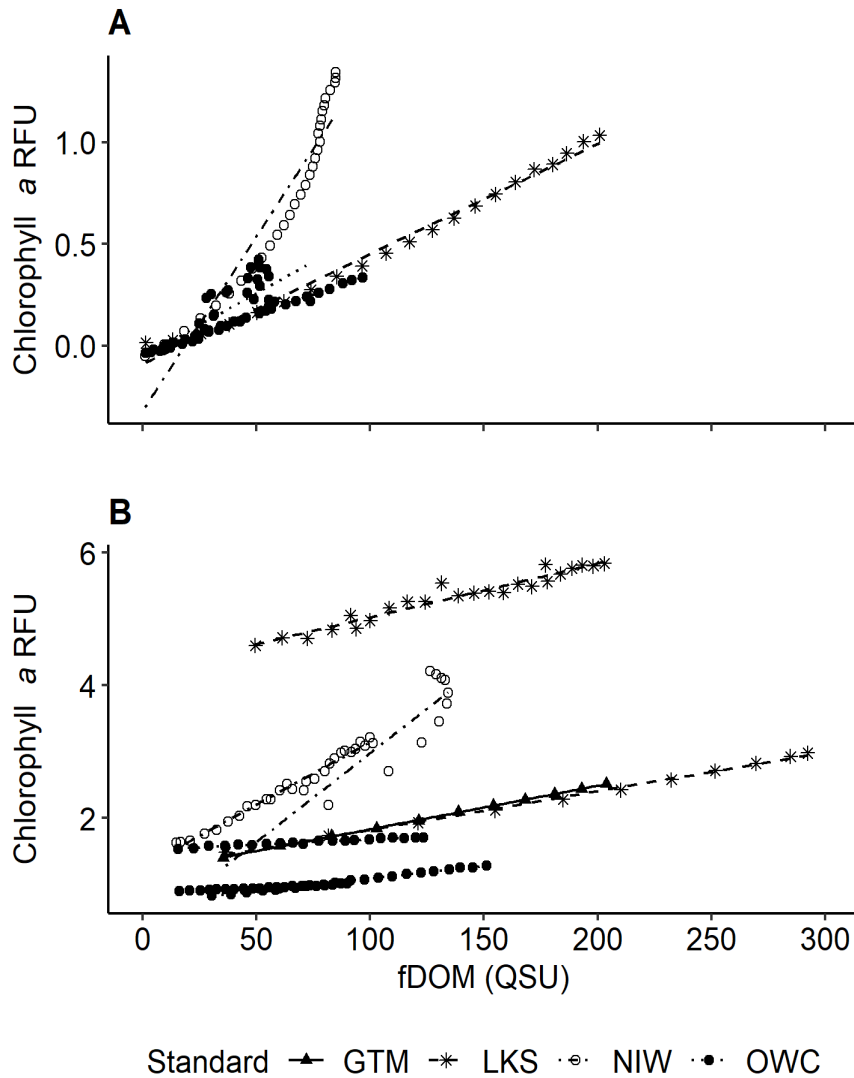 A
Chlorophyll a RFU
1.0
0.5
0.0
B
Chlorophyll a RFU
6
4
2
0 50 100 150 200 250 300
fDOM (QSU)
Standard GTM LKS NIW OWC